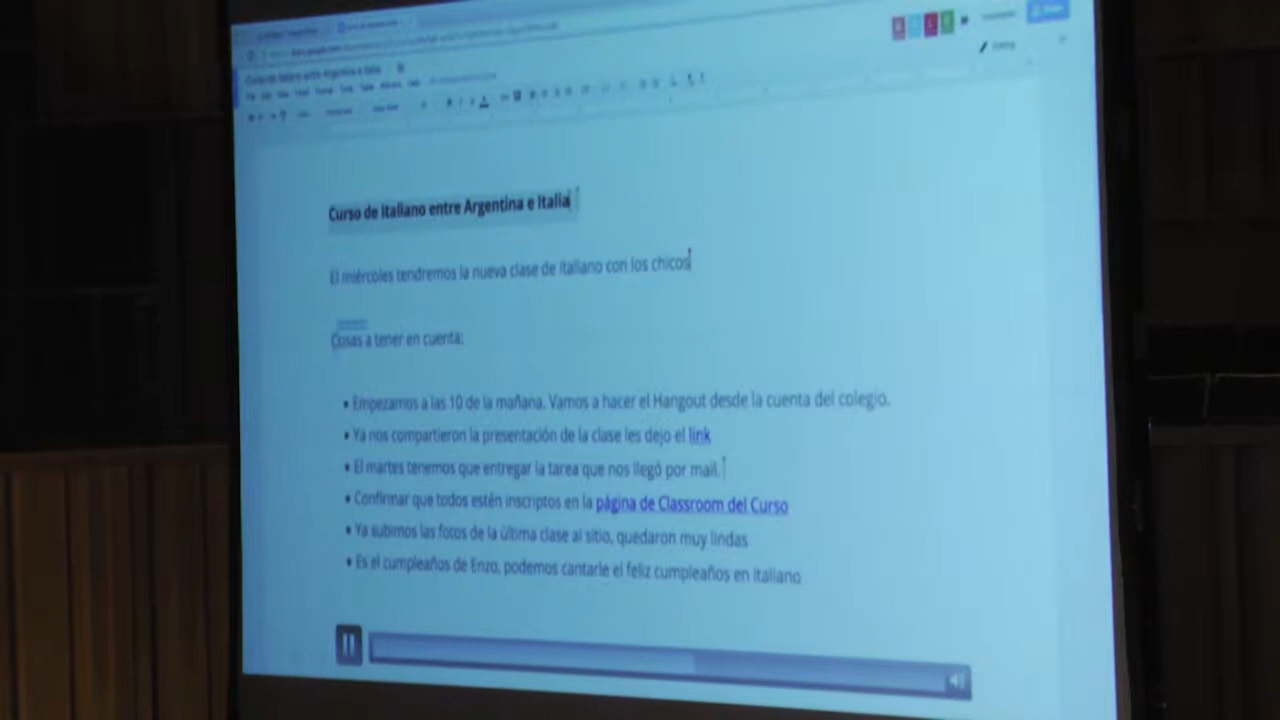 Curso de Italiano entre Argentina e Italia
El miércoles tendremos la nueva clase de Italiano con los chicos
Cosas a tener en cuenta:
• Empezamos a las 10 de la mañana. Vamos a hacer el Hangout desde la cuenta del colegio.
• Ya nos compartieron la presentación de la clase les dejo el link
• El martes tenemos que entregar la tarea que nos llegó por mail.
• Confirmar que todos estén inscriptos en la página de Classroom del Curso
• Ya subimos las fotos de la última clase al sitio, quedaron muy lindas
• Es el cumpleaños de Enzo, podemos cantarle el feliz cumpleaños en italiano